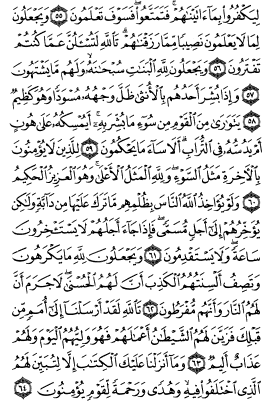 لِيَكْفُرُوا۟ بِمَآ ءَاتَيْنَٰهُمْ ۚ فَتَمَتَّعُوا۟ ۖ فَسَوْفَ تَعْلَمُونَ ٥٥ وَيَجْعَلُونَ
لِمَا لَا يَعْلَمُونَ نَصِيبًا مِّمَّا رَزَقْنَٰهُمْ ۗ تَٱللَّهِ لَتُسْـَٔلُنَّ عَمَّا كُنتُمْ
تَفْتَرُونَ ٥٦ وَيَجْعَلُونَ لِلَّهِ ٱلْبَنَٰتِ سُبْحَٰنَهُۥ ۙ وَلَهُم مَّا يَشْتَهُونَ
٥٧ وَإِذَا بُشِّرَ أَحَدُهُم بِٱلْأُنثَىٰ ظَلَّ وَجْهُهُۥ مُسْوَدًّا وَهُوَ كَظِيمٌ
٥٨ يَتَوَٰرَىٰ مِنَ ٱلْقَوْمِ مِن سُوٓءِ مَا بُشِّرَ بِهِۦٓ ۚ أَيُمْسِكُهُۥ عَلَىٰ هُونٍ
أَمْ يَدُسُّهُۥ فِى ٱلتُّرَابِ ۗ أَلَا سَآءَ مَا يَحْكُمُونَ ٥٩ لِلَّذِينَ لَا يُؤْمِنُونَ
بِٱلْـَٔاخِرَةِ مَثَلُ ٱلسَّوْءِ ۖ وَلِلَّهِ ٱلْمَثَلُ ٱلْأَعْلَىٰ ۚ وَهُوَ ٱلْعَزِيزُ ٱلْحَكِيمُ
٦٠ وَلَوْ يُؤَاخِذُ ٱللَّهُ ٱلنَّاسَ بِظُلْمِهِم مَّا تَرَكَ عَلَيْهَا مِن دَآبَّةٍ وَلَٰكِن
يُؤَخِّرُهُمْ إِلَىٰٓ أَجَلٍ مُّسَمًّى ۖ فَإِذَا جَآءَ أَجَلُهُمْ لَا يَسْتَـْٔخِرُونَ
سَاعَةً ۖ وَلَا يَسْتَقْدِمُونَ ٦١ وَيَجْعَلُونَ لِلَّهِ مَا يَكْرَهُونَ
وَتَصِفُ أَلْسِنَتُهُمُ ٱلْكَذِبَ أَنَّ لَهُمُ ٱلْحُسْنَىٰ ۖ لَا جَرَمَ أَنَّ
لَهُمُ ٱلنَّارَ وَأَنَّهُم مُّفْرَطُونَ ٦٢ تَٱللَّهِ لَقَدْ أَرْسَلْنَآ إِلَىٰٓ أُمَمٍ مِّن
قَبْلِكَ فَزَيَّنَ لَهُمُ ٱلشَّيْطَٰنُ أَعْمَٰلَهُمْ فَهُوَ وَلِيُّهُمُ ٱلْيَوْمَ وَلَهُمْ
عَذَابٌ أَلِيمٌ ٦٣ وَمَآ أَنزَلْنَا عَلَيْكَ ٱلْكِتَٰبَ إِلَّا لِتُبَيِّنَ لَهُمُ
ٱلَّذِى ٱخْتَلَفُوا۟ فِيهِ ۙ وَهُدًى وَرَحْمَةً لِّقَوْمٍ يُؤْمِنُونَ ٦٤